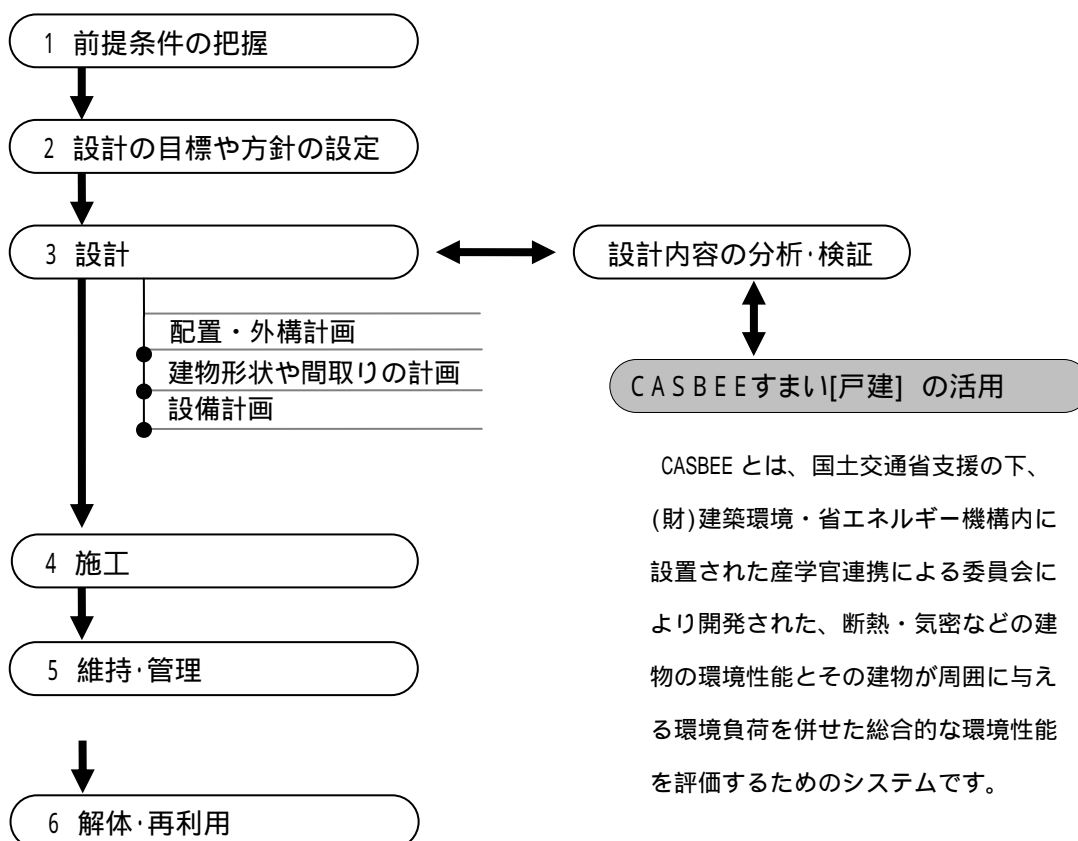 1 前提条件の把握
2 設計の目標や方針の設定
3 設計
設計内容の分析･検証
配置・外構計画
建物形状や間取りの計画
設備計画
CASBEEすまい[戸建] の活用
CASBEE とは、国土交通省支援の下、
(財)建築環境・省エネルギー機構内に
設置された産学官連携による委員会に
より開発された、断熱・気密などの建
物の環境性能とその建物が周囲に与え
る環境負荷を併せた総合的な環境性能
を評価するためのシステムです。
4 施工
5 維持･管理
6 解体･再利用